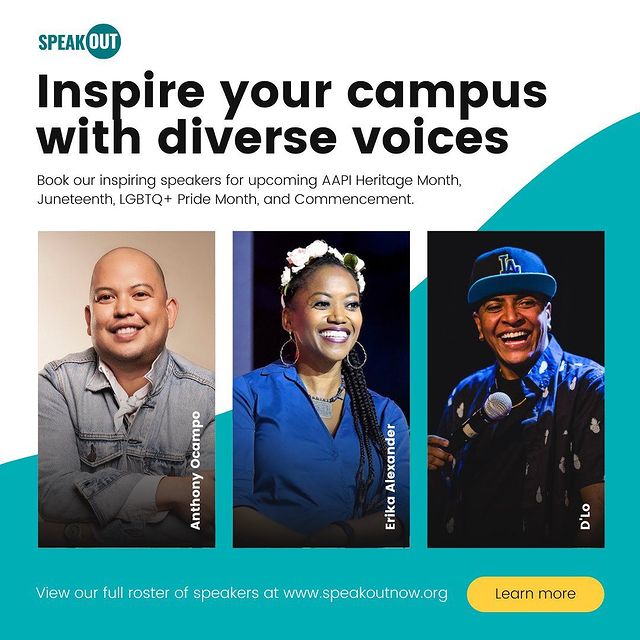 SPEAK OUT
Inspire your campus
with diverse voices
Book our inspiring speakers for upcoming AAPI Heritage Month,
Juneteenth, LGBTQ+ Pride Month, and Commencement.
LA
Anthony Ocampo
Erika Alexander
D'Lo
View our full roster of speakers at www.speakoutnow.org
Learn more